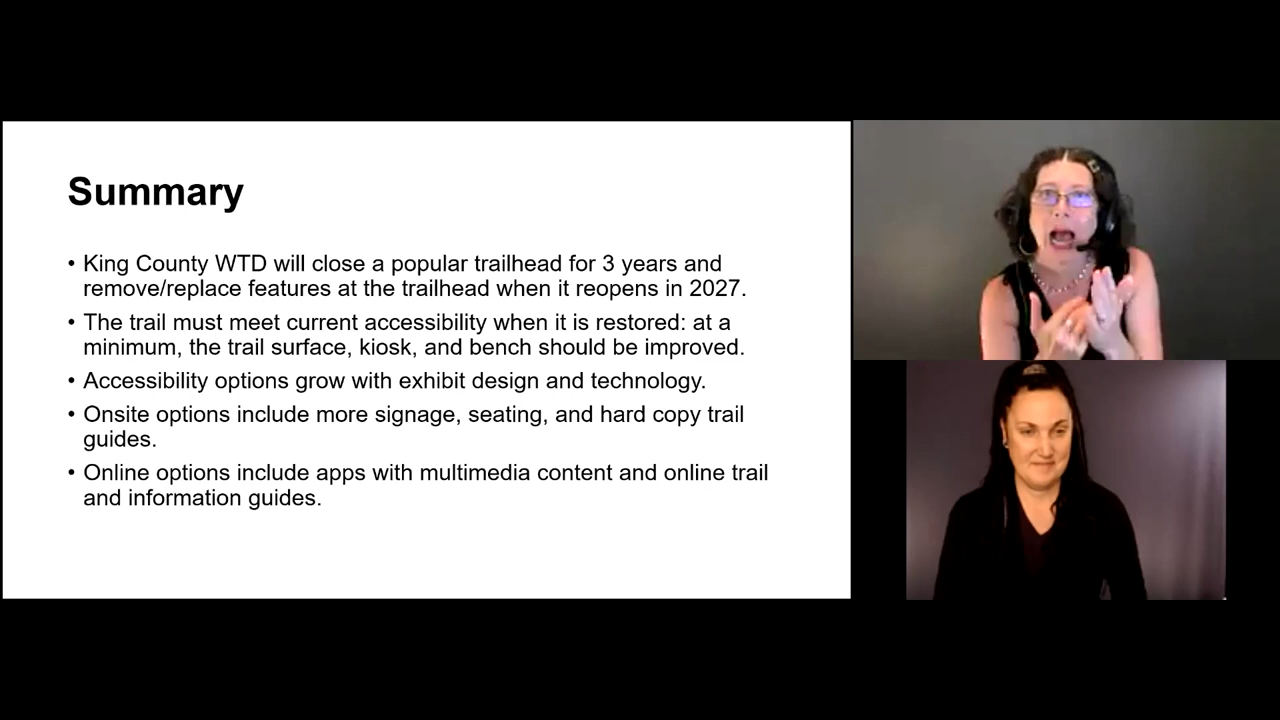 Summary
• King County WTD will close a popular trailhead for 3 years and
remove/replace features at the trailhead when it reopens in 2027.
• The trail must meet current accessibility when it is restored: at a
minimum, the trail surface, kiosk, and bench should be improved.
• Accessibility options grow with exhibit design and technology.
• Onsite options include more signage, seating, and hard copy trail
guides.
• Online options include apps with multimedia content and online trail
and information guides.